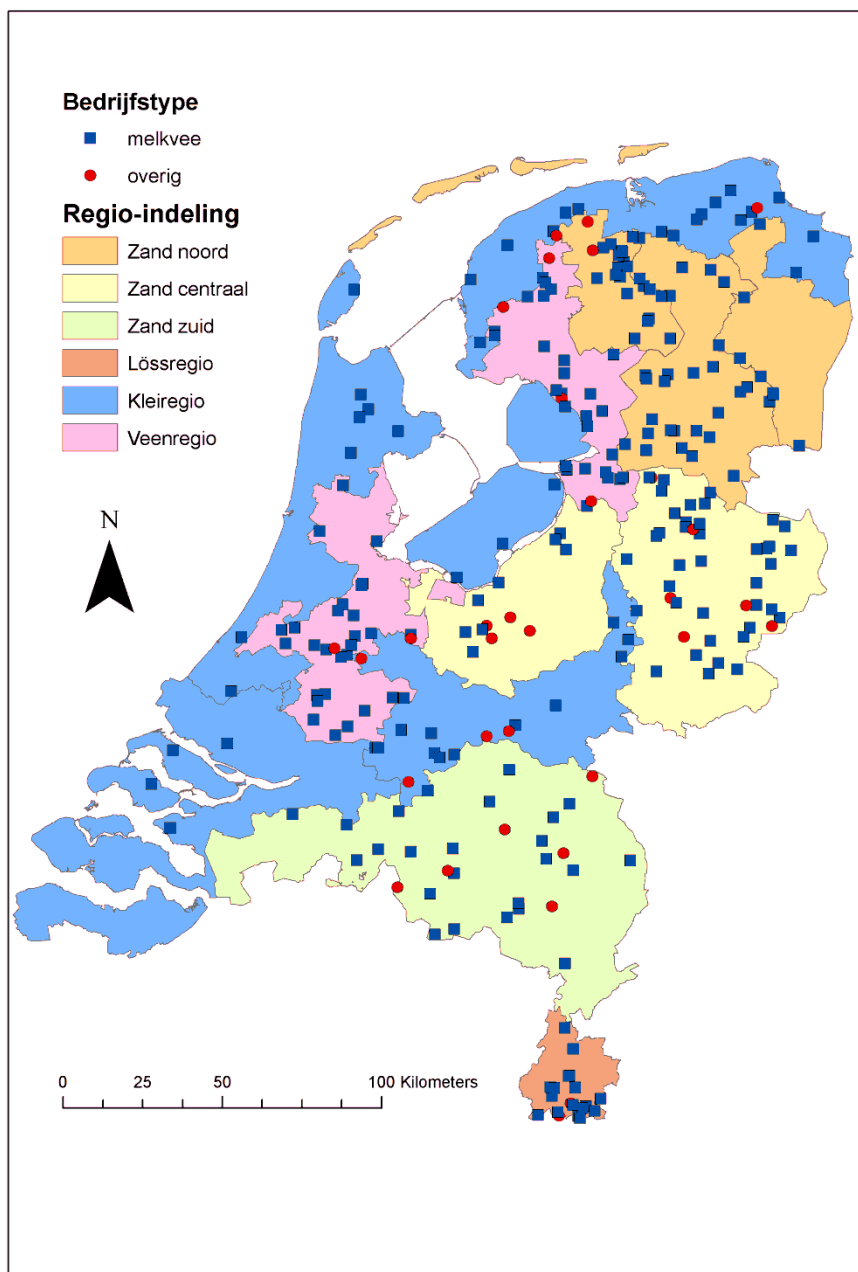 Bedrijfstype
melkvee
overig
Regio-indeling
Zand noord
Zand centraal
Zand zuid
Lössregio
Kleiregio
Veenregio
N
0 25 50 100 Kilometers